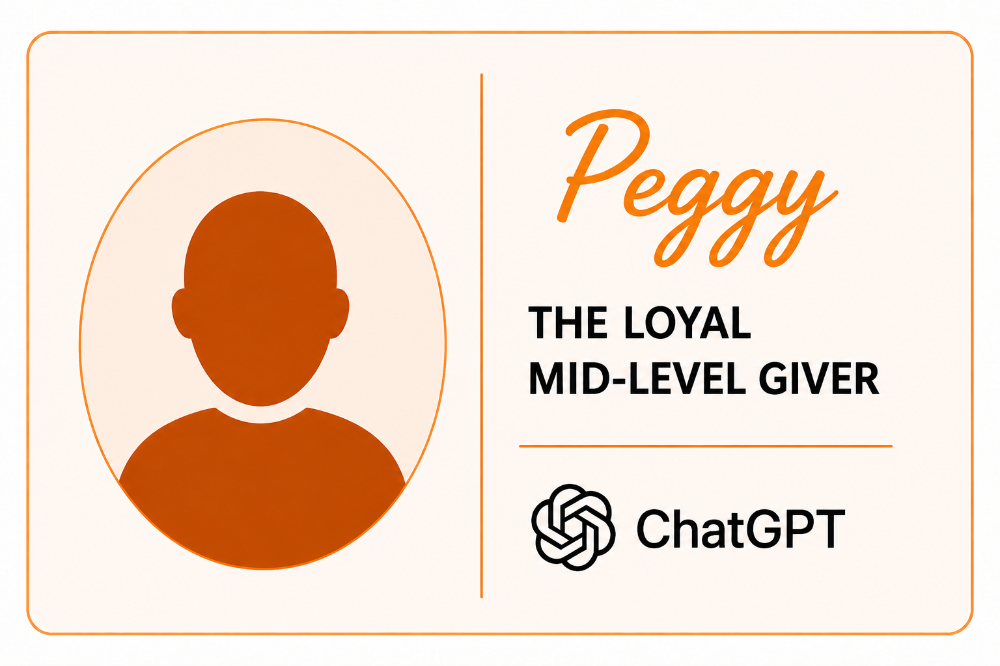 Peggy
THE LOYAL
MID-LEVEL GIVER
ChatGPT